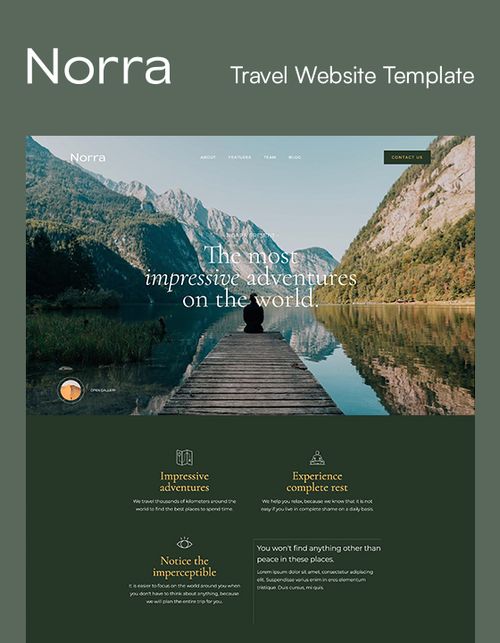 Norra
Travel Website Template
Norra
ABOUT FEATURES TEAM BLOG
CONTACT US
The most
impressive adventures
on the world.
OPEN GALLERY
Impressive
adventures
We travel thousands of kilometers around the
world to find the best places to spend time.
Experience
complete rest
We help you relax, because we know that it is not
easy if you live in complete shame on a daily basis.
Notice the
imperceptible
It is easier to focus on the world around you when
you don't have to think about anything, because
we will plan the entire trip for you.
You won't find anything other than
peace in these places.
Lorem ipsum dolor sit amet, consectetur adipiscing
elit. Suspendisse varius enim in eros elementum
tristique. Duis cursus, mi quis.